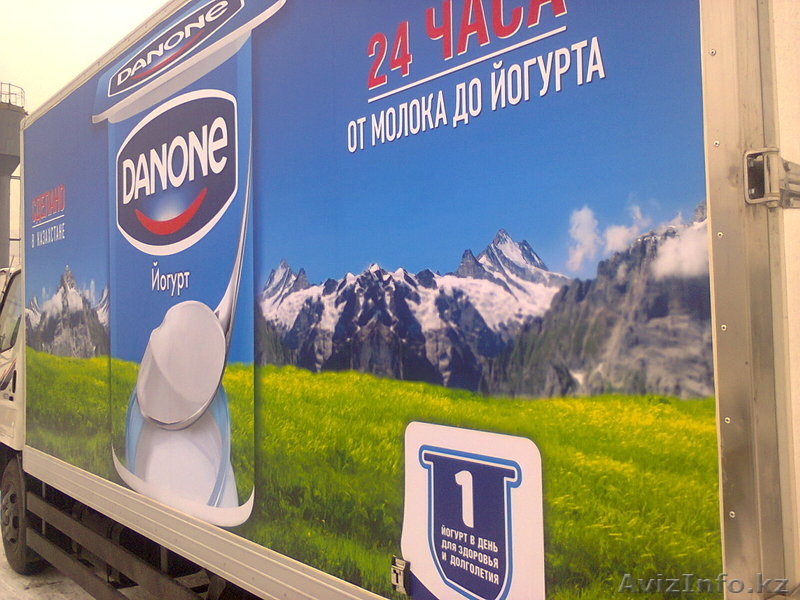 DANONE
24 ЧАСА
ОТ МОЛОКА ДО ЙОГУРТА
DANONE
Йогурт
СДЕЛАНО
В КАЗАХСТАНЕ
1
ЙОГУРТ В ДЕНЬ
ДЛЯ ЗДОРОВЬЯ
И ДОЛГОЛЕТИЯ
AvizInfo.kz